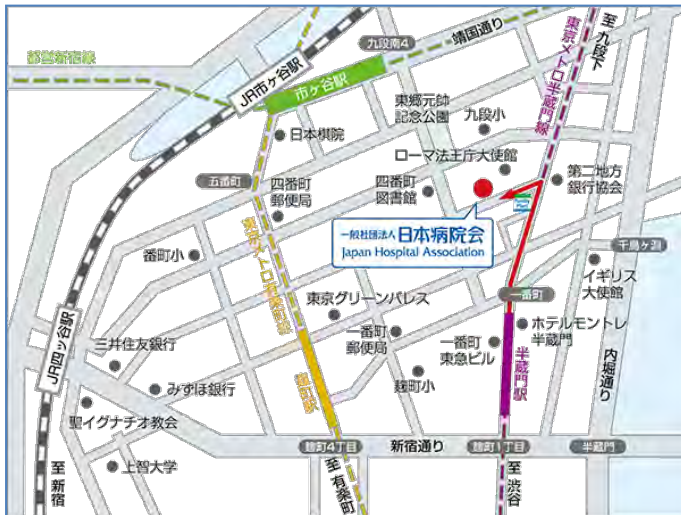 都営新宿線
JR市ヶ谷駅
市ヶ谷駅
九段南4
靖国通り
至
九段下
東京メトロ半蔵門線
東郷元帥
記念公園
九段小
日本棋院
ローマ法王庁大使館
第二地方
銀行協会
五番町
四番町
郵便局
四番町
図書館
一般社団法人日本病院会
Japan Hospital Association
千鳥ヶ淵
番町小
東京メトロ有楽町線
イギリス
大使館
一番町
東京グリーンパレス
ホテルモントレ
半蔵門
一番町
郵便局
一番町
東急ビル
半蔵門駅
内堀通り
JR四ッ谷駅
三井住友銀行
みずほ銀行
麹町駅
麹町小
聖イグナチオ教会
麹町4丁目
新宿通り
麹町1丁目
半蔵門
上智大学
至
新宿
至
有楽町
至
渋谷